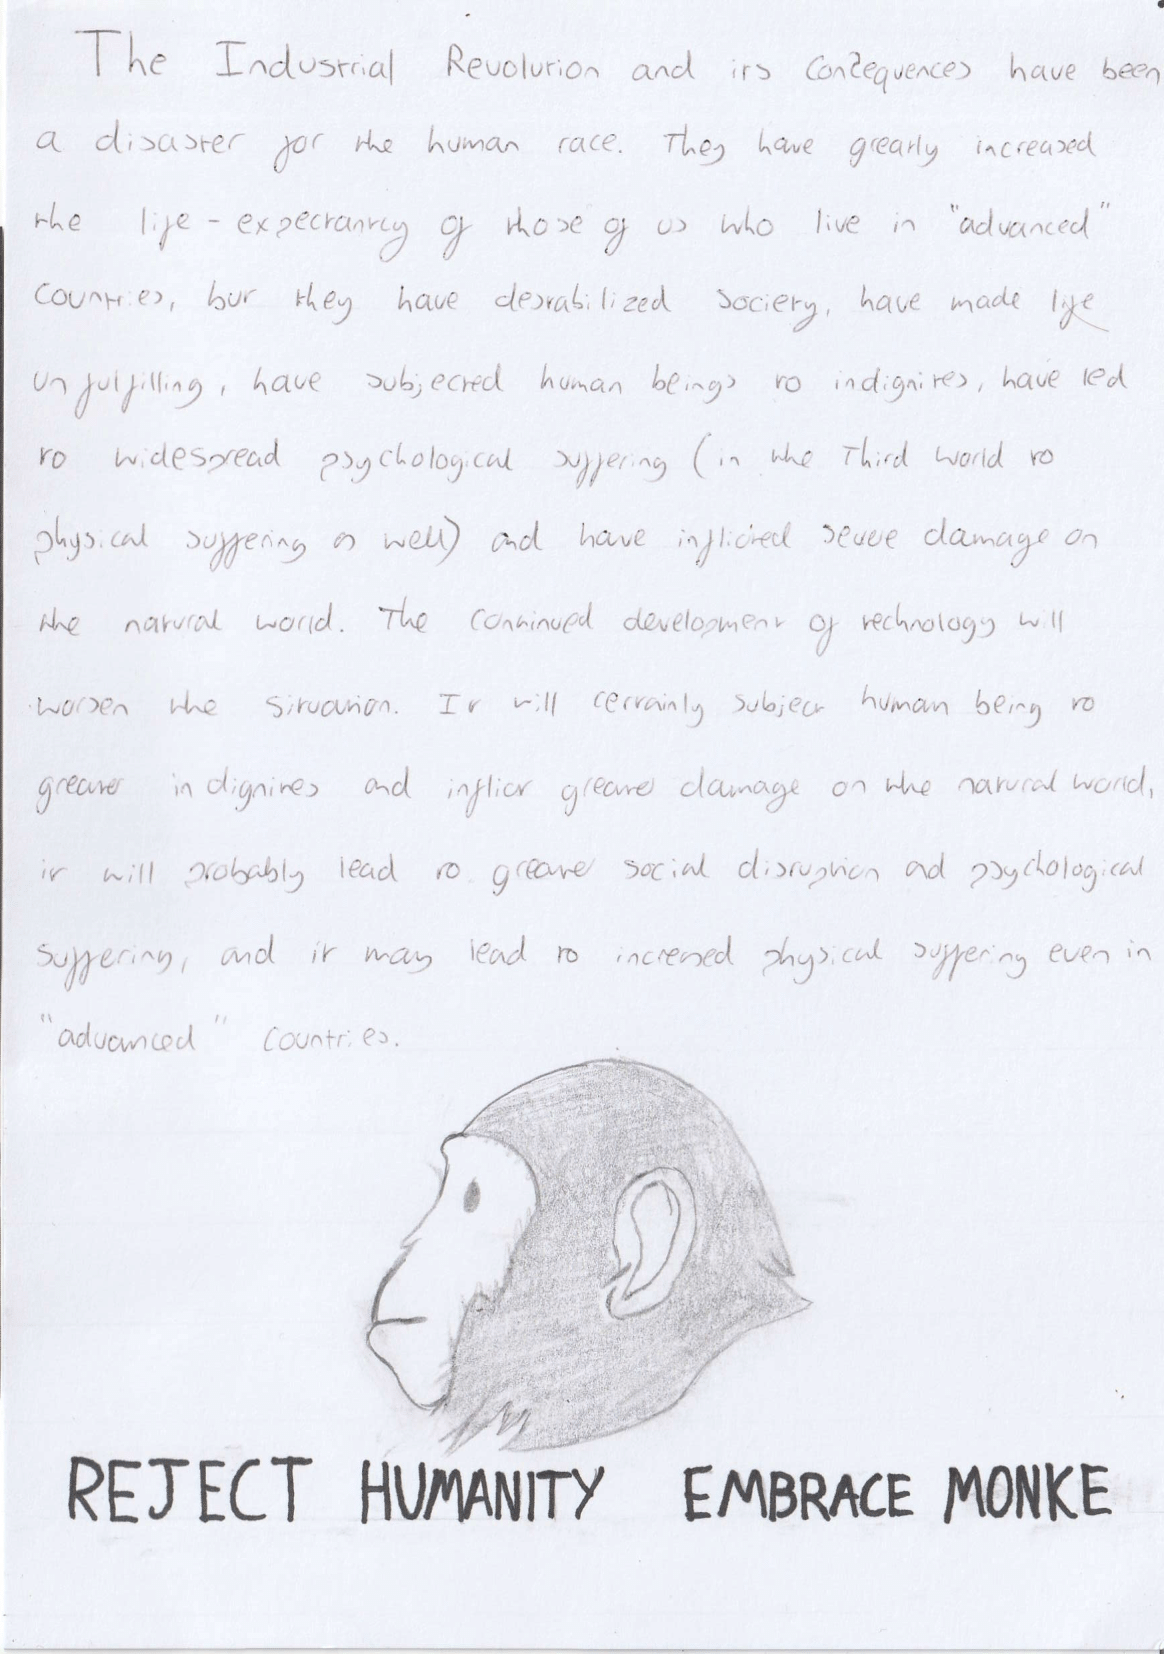 The Industrial Revolution and its Consequences have been
a disaster for the human race. They have greatly increased
the life-expectantcy of those of us who live in "advanced"
Countries, but they have destabilized society, have made life
unfulfilling, have subjected human beings to indignites, have led
to widespread psychological suffering (in the Third World to
physical suffering as well) and have inflicted severe damage on
the natural world. The Continued development of technology will
worsen the situation. It will certainly subject human being to
greater indignites and inflict greater damage on the natural world,
it will probably lead to greater social disruption and psychological
suffering, and it may lead to increased physical suffering even in
"advanced" Countries.
REJECT HUMANITY EMBRACE MONKE